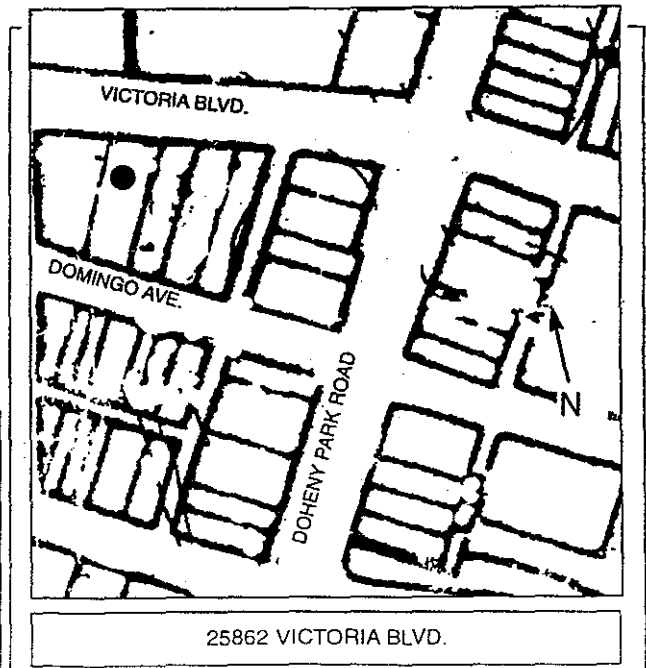 VICTORIA BLVD.
DOMINGO AVE.
DOHENY PARK ROAD
N
25862 VICTORIA BLVD.